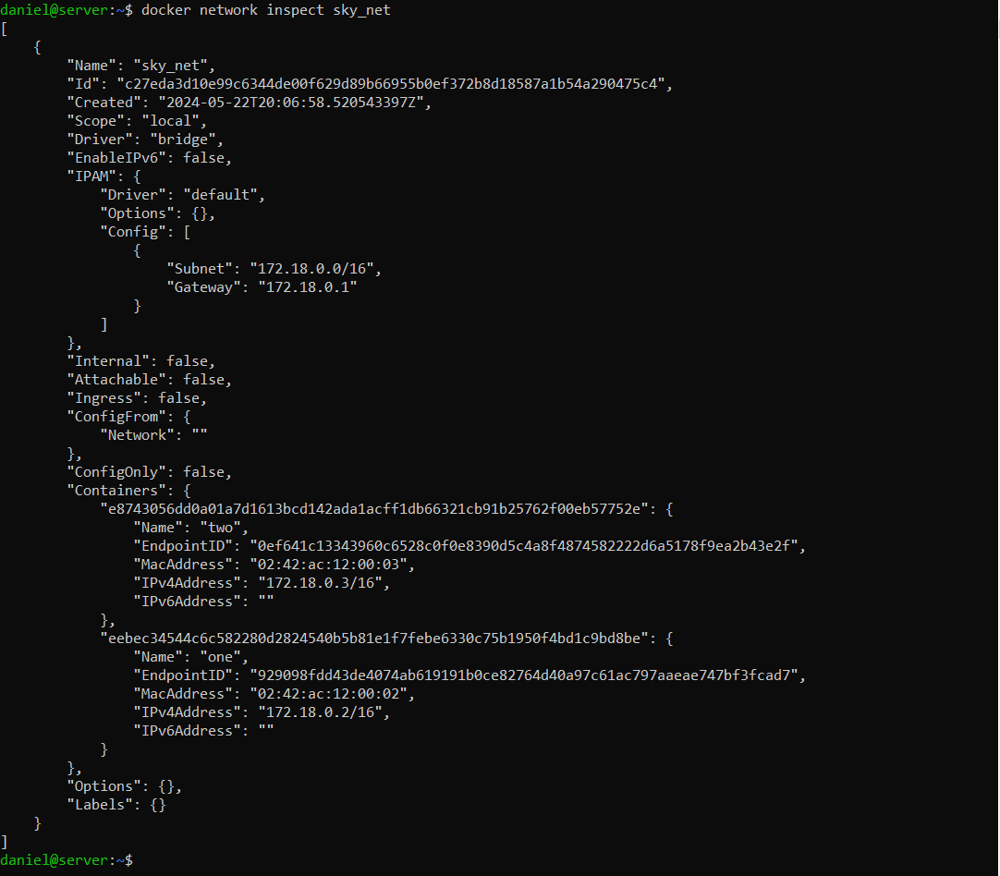 daniel@server:~$ docker network inspect sky_net
[
    {
        "Name": "sky_net",
        "Id": "c27eda3d10e99c6344de00f629d89b66955b0ef372b8d18587a1b54a290475c4",
        "Created": "2024-05-22T20:06:58.520543397Z",
        "Scope": "local",
        "Driver": "bridge",
        "EnableIPv6": false,
        "IPAM": {
            "Driver": "default",
            "Options": {},
            "Config": [
                {
                    "Subnet": "172.18.0.0/16",
                    "Gateway": "172.18.0.1"
                }
            ]
        },
        "Internal": false,
        "Attachable": false,
        "Ingress": false,
        "ConfigFrom": {
            "Network": ""
        },
        "ConfigOnly": false,
        "Containers": {
            "e8743056dd0a01a7d1613bcd142ada1acff1db66321cb91b25762f00eb57752e": {
                "Name": "two",
                "EndpointID": "0ef641c13343960c6528c0f0e8390d5c4a8f4874582222d6a5178f9ea2b43e2f",
                "MacAddress": "02:42:ac:12:00:03",
                "IPv4Address": "172.18.0.3/16",
                "IPv6Address": ""
            },
            "eebec34544c6c582280d2824540b5b81e1f7febe6330c75b1950f4bd1c9bd8be": {
                "Name": "one",
                "EndpointID": "929098fdd43de4074ab619191b0ce82764d40a97c61ac797aaeae747bf3fcad7",
                "MacAddress": "02:42:ac:12:00:02",
                "IPv4Address": "172.18.0.2/16",
                "IPv6Address": ""
            }
        },
        "Options": {},
        "Labels": {}
    }
]
daniel@server:~$